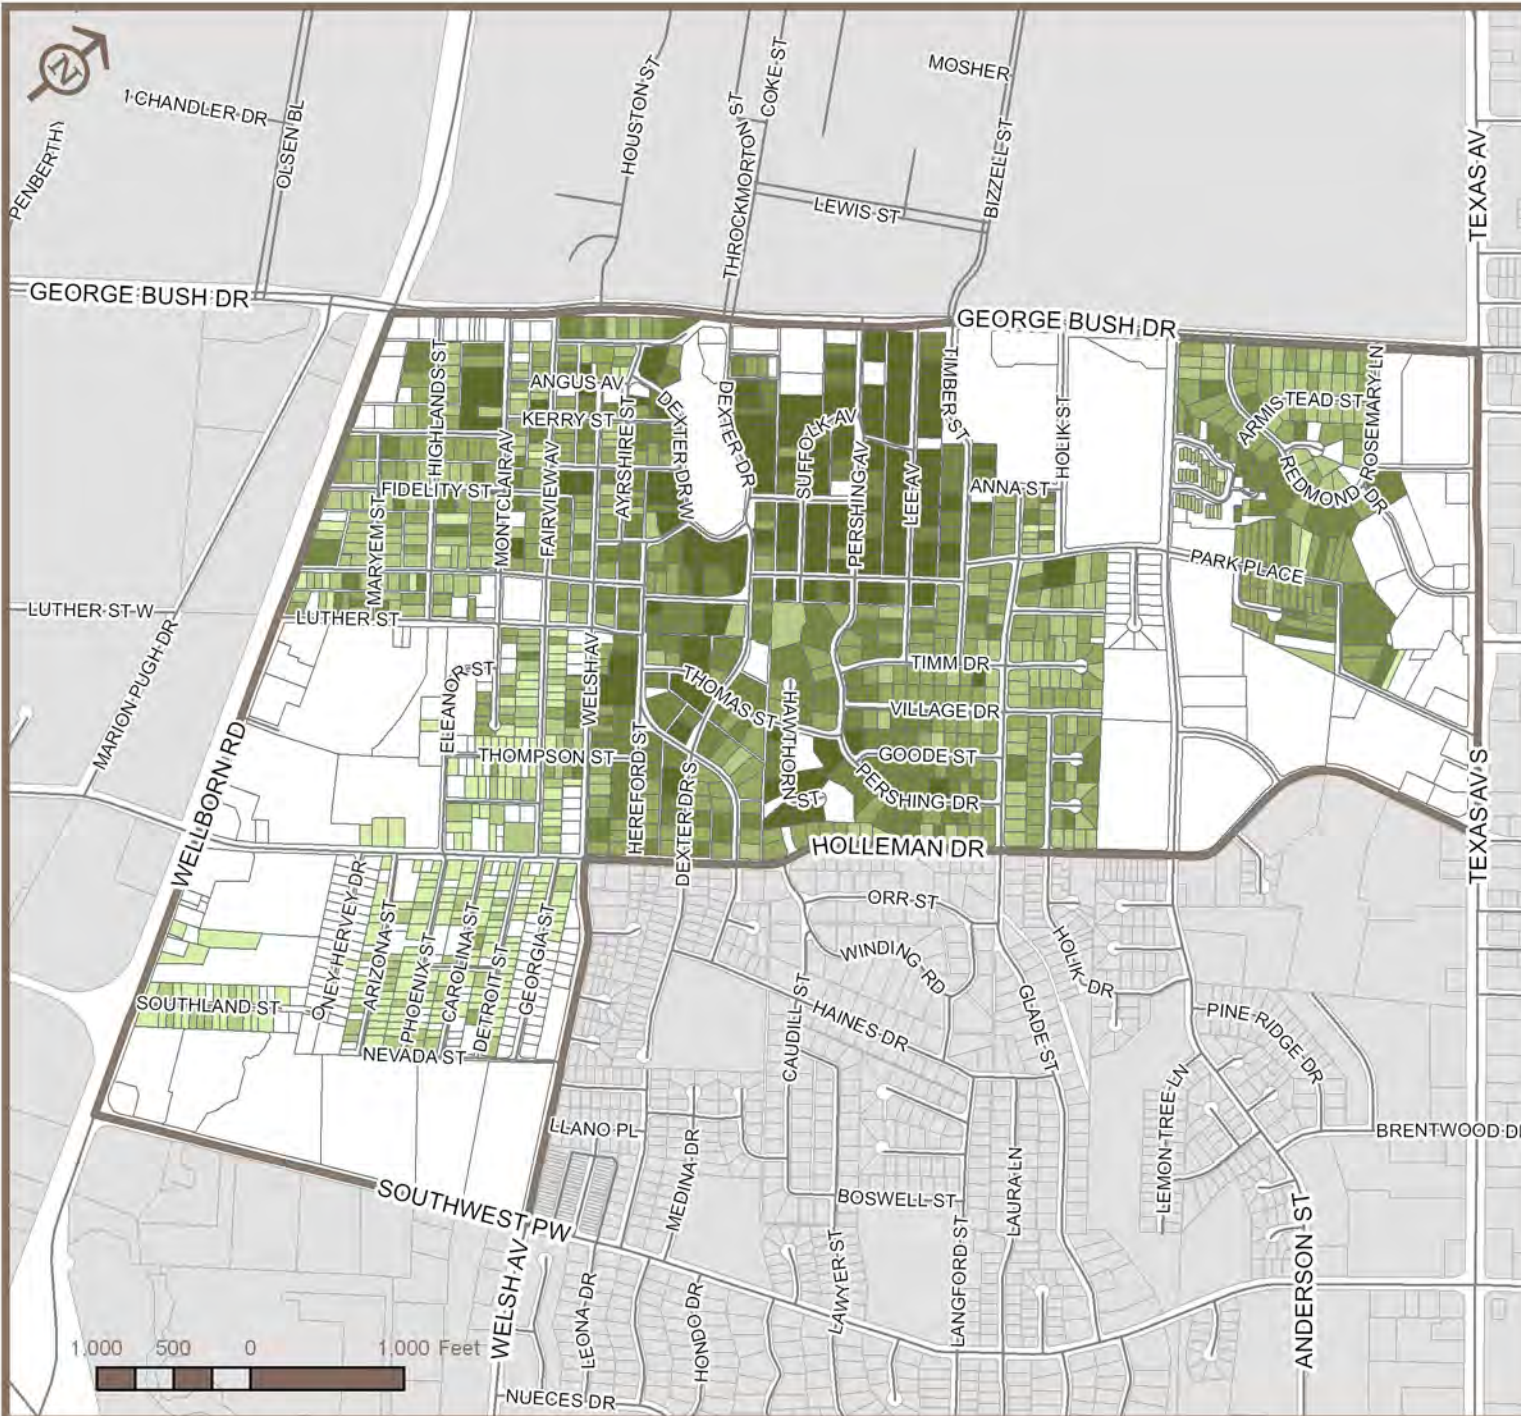 N
MOSHER
1 CHANDLER DR
OLSEN BL
HOUSTON ST
THROCKMORTON ST
COKE ST
BIZZELL ST
TEXAS AV
LEWIS ST
GEORGE BUSH DR
GEORGE BUSH DR
HIGHLANDS ST
ANGUS AV
KERRY ST
DEXTER DR W
DEXTER DR
SUFFOLK AV
TIMBER ST
HOLIK ST
ARMISTEAD ST
ROSEMARY LN
REDMOND DR
MONTCLAIR AV
FAIRVIEW AV
AYRSHIRE ST
PERSHING AV
LEE AV
FIDELITY ST
ANNA ST
MARYEM ST
PARK PLACE
LUTHER ST W
LUTHER ST
MARION PUGH DR
ELEANOR ST
WELSH AV
THOMAS ST
HAWTHORN ST
TIMM DR
VILLAGE DR
THOMPSON ST
HEREFORD ST
DEXTER DR S
GOODE ST
PERSHING DR
WELLBORN RD
HOLLEMAN DR
TEXAS AV S
ONEY HERVEY DR
ARIZONA ST
PHOENIX ST
CAROLINA ST
DETROIT ST
GEORGIA ST
ORR ST
WINDING RD
HOLIK DR
SOUTHLAND ST
NEVADA ST
CAUDILL ST
HAINES DR
GLADE ST
PINE RIDGE DR
LLANO PL
MEDINA DR
LEMON TREE LN
BRENTWOOD
SOUTHWEST PW
BOSWELL ST
LAURA LN
LANGFORD ST
LAWYER ST
ANDERSON ST
WELSH AV
LEONA DR
HONDO DR
1,000 500 0 1,000 Feet
NUECES DR